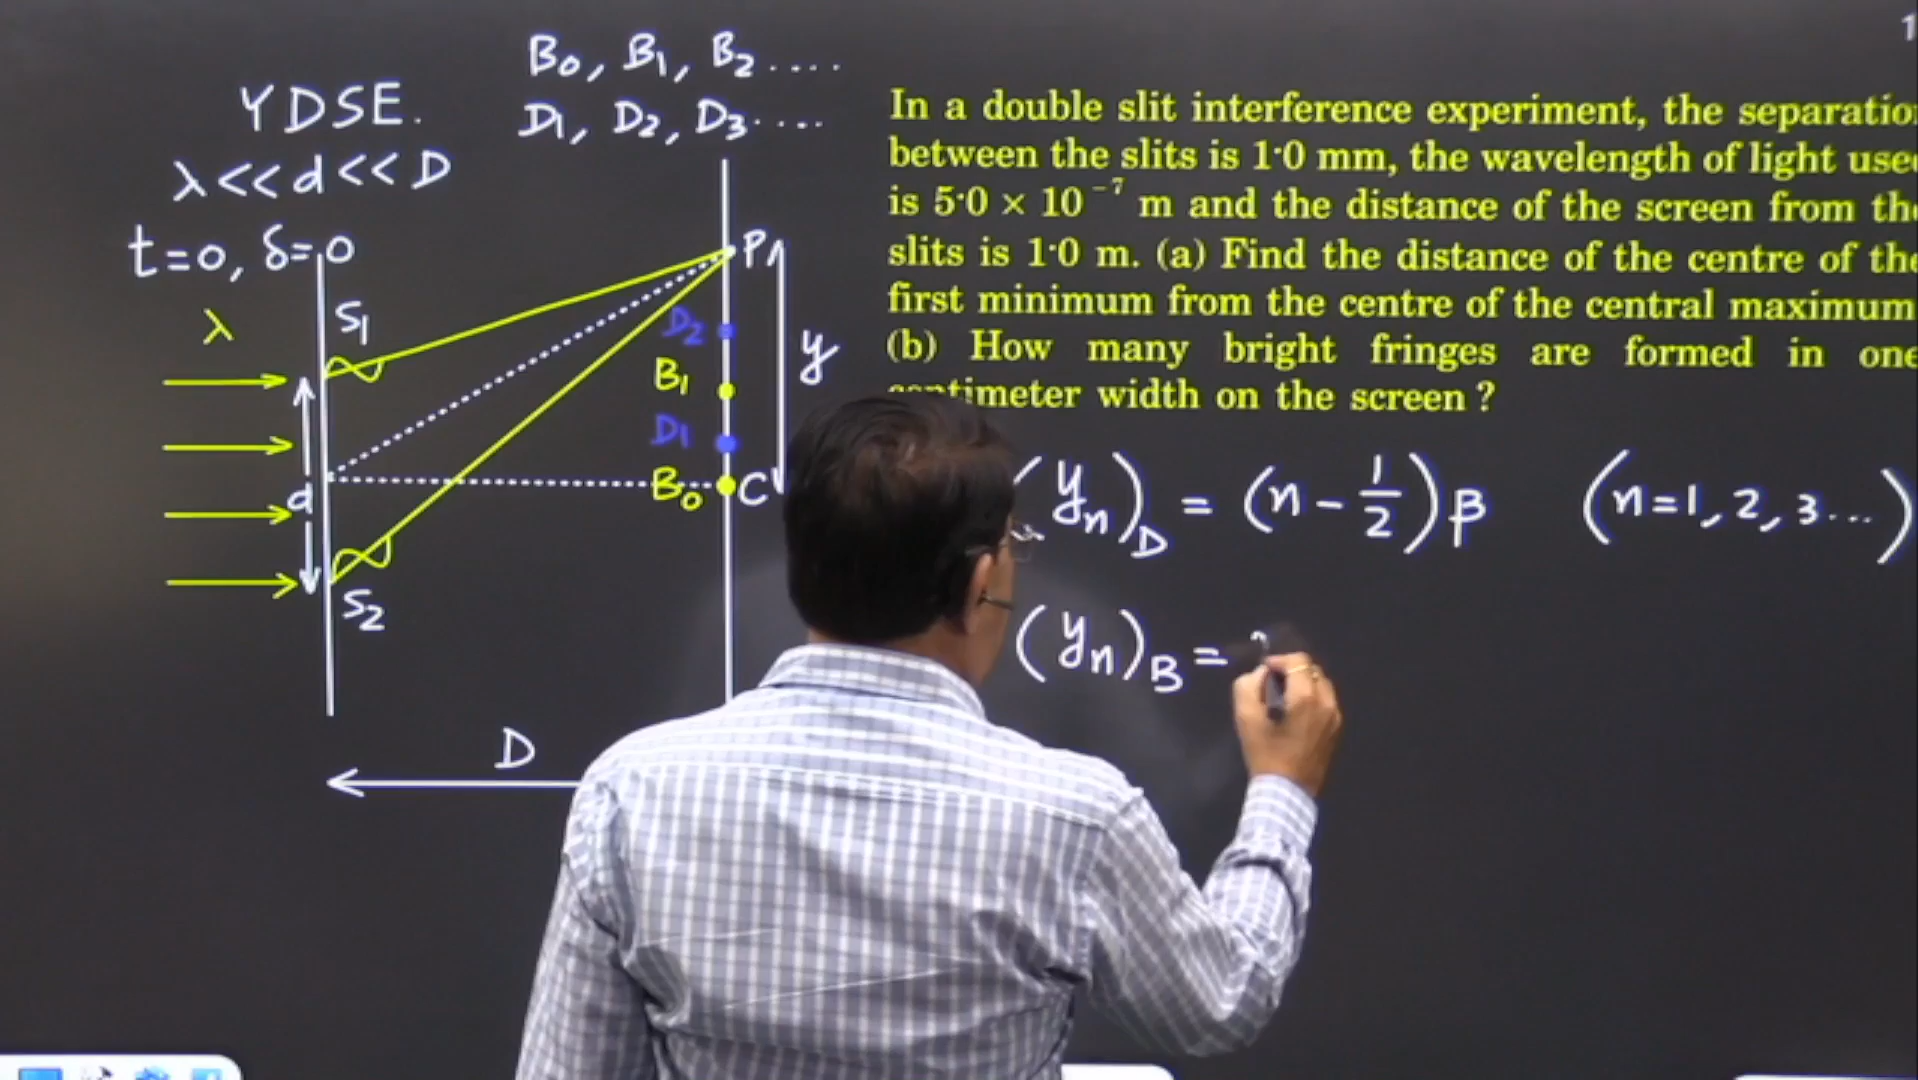 B0, B1, B2 ....
D1, D2, D3 ....
YDSE.
λ<<d<<D
t=0, δ=0
λ
S1
S2
d
D
P
y
D2
B1
D1
B0
C
1
In a double slit interference experiment, the separatio
between the slits is 1·0 mm, the wavelength of light use
is 5·0 × 10⁻⁷ m and the distance of the screen from th
slits is 1·0 m. (a) Find the distance of the centre of the
first minimum from the centre of the central maximum
(b) How many bright fringes are formed in one
centimeter width on the screen ?
(yn)D = (n - 1/2)β (n=1, 2, 3...)
(yn)B =